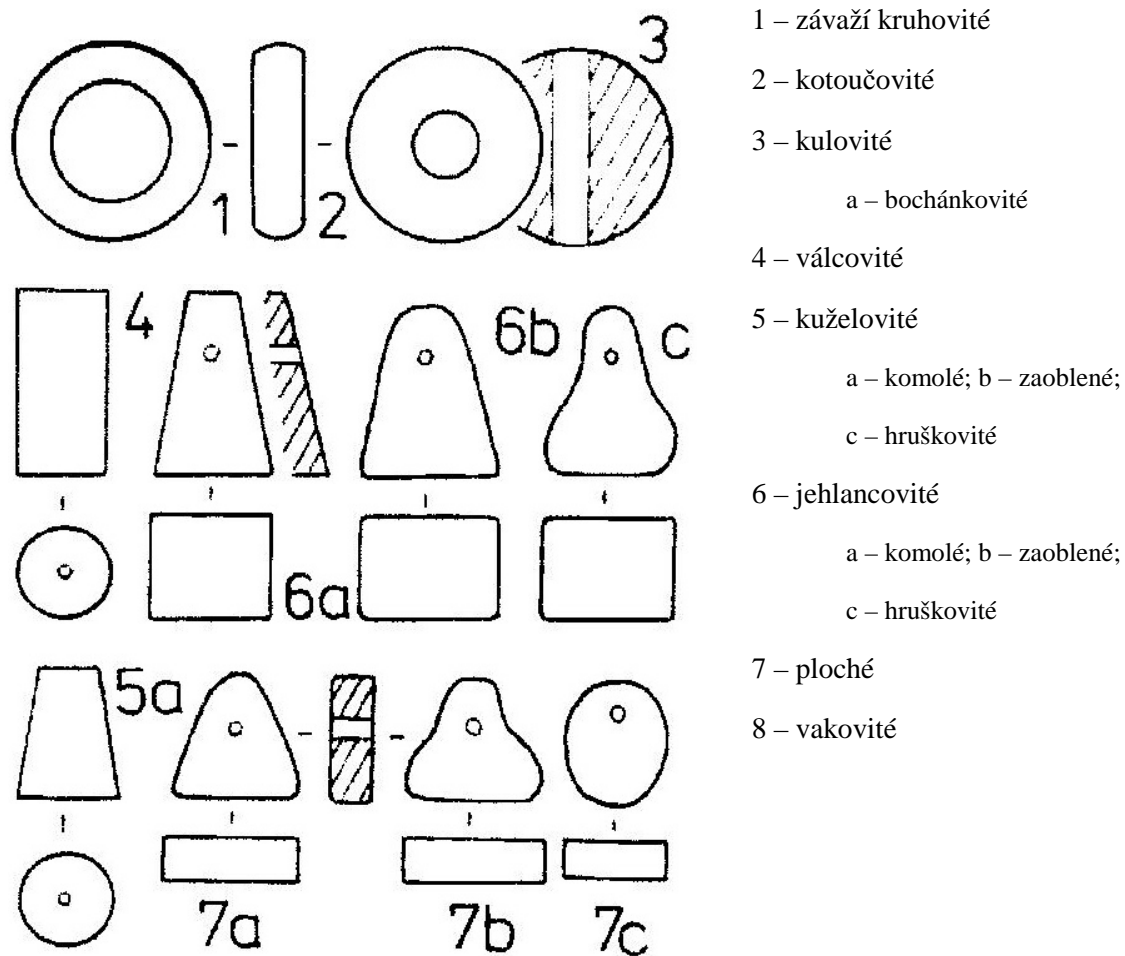 1
2
3
4
6a
6b
c
5a
7a
7b
7c
1 – závaží kruhovité
2 – kotoučovité
3 – kulovité
a – bochánkovité
4 – válcovité
5 – kuželovité
a – komolé; b – zaoblené;
c – hruškovité
6 – jehlancovité
a – komolé; b – zaoblené;
c – hruškovité
7 – ploché
8 – vakovité